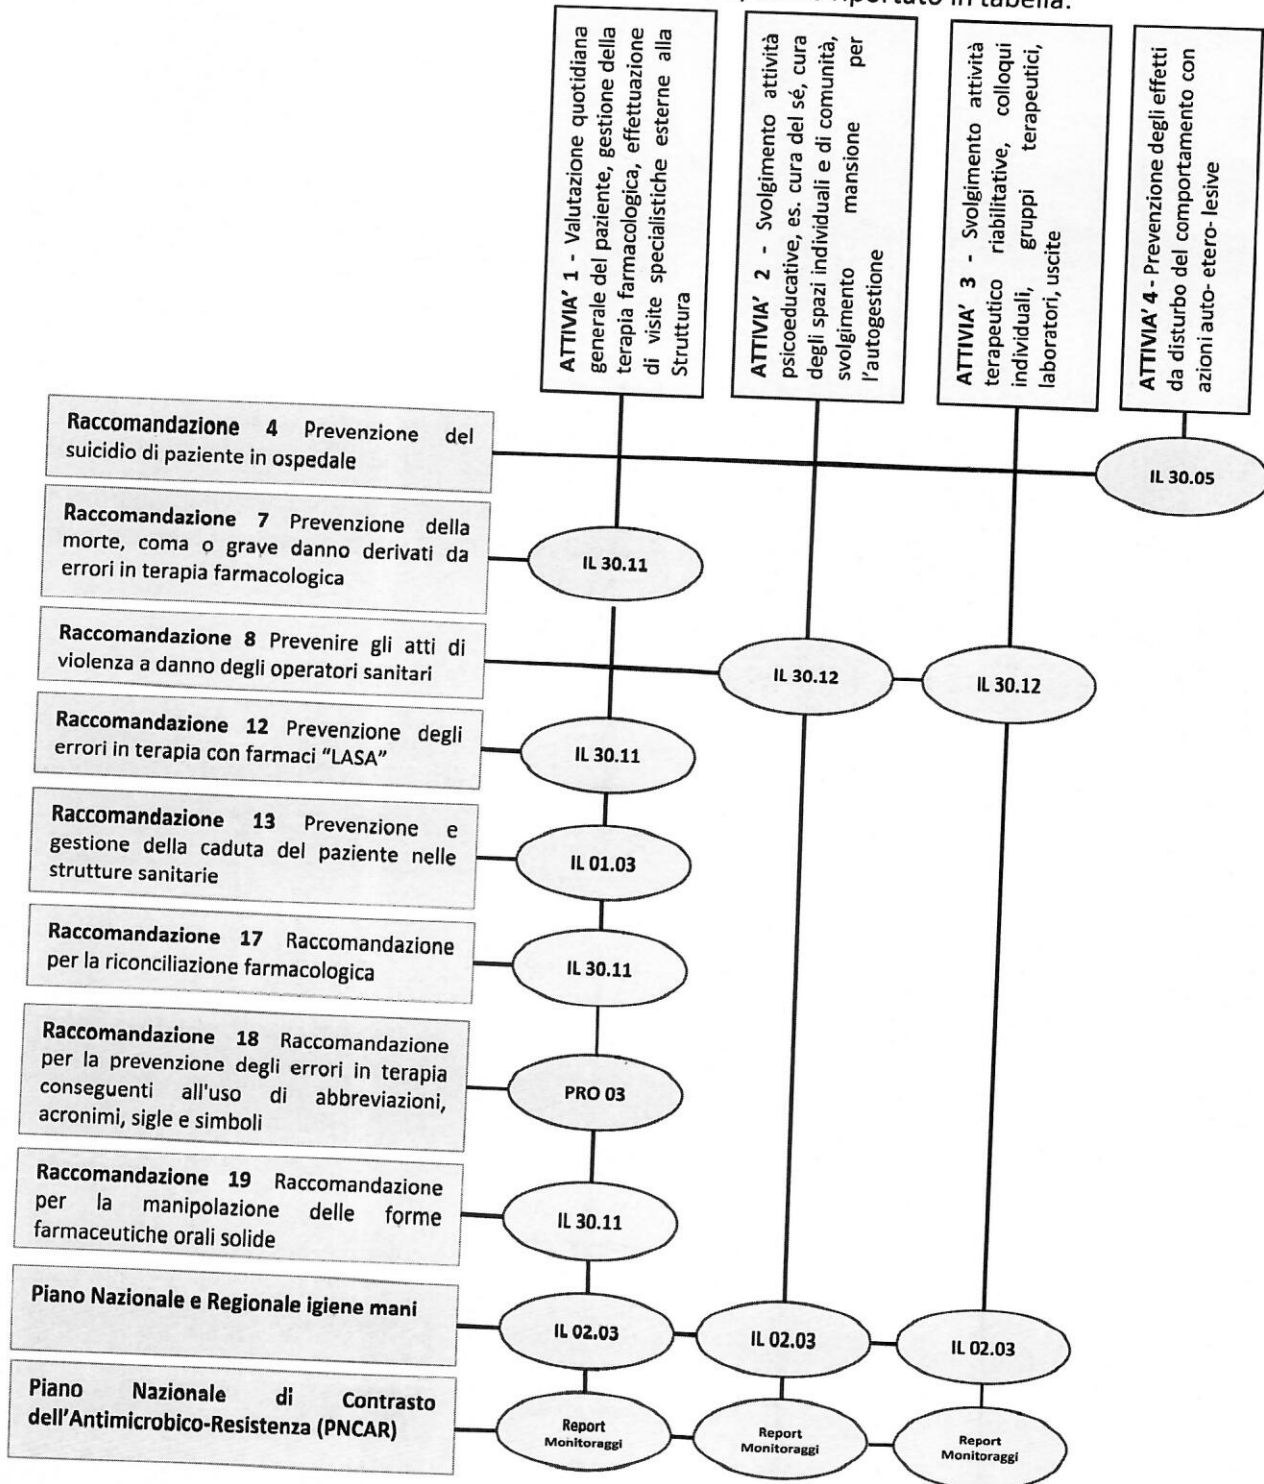 riportato in tabella.
ATTIVIA’ 1 - Valutazione quotidiana
generale del paziente, gestione della
terapia farmacologica, effettuazione
di visite specialistiche esterne alla
Struttura
ATTIVIA’ 2 - Svolgimento attività
psicoeducative, es. cura del sé, cura
degli spazi individuali e di comunità,
svolgimento mansione per
l’autogestione
ATTIVIA’ 3 - Svolgimento attività
terapeutico riabilitative, colloqui
individuali, gruppi terapeutici,
laboratori, uscite
ATTIVIA’ 4 - Prevenzione degli effetti
da disturbo del comportamento con
azioni auto- etero- lesive
Raccomandazione 4 Prevenzione del
suicidio di paziente in ospedale
IL 30.05
Raccomandazione 7 Prevenzione della
morte, coma o grave danno derivati da
errori in terapia farmacologica
IL 30.11
Raccomandazione 8 Prevenire gli atti di
violenza a danno degli operatori sanitari
IL 30.12
IL 30.12
Raccomandazione 12 Prevenzione degli
errori in terapia con farmaci “LASA”
IL 30.11
Raccomandazione 13 Prevenzione e
gestione della caduta del paziente nelle
strutture sanitarie
IL 01.03
Raccomandazione 17 Raccomandazione
per la riconciliazione farmacologica
IL 30.11
Raccomandazione 18 Raccomandazione
per la prevenzione degli errori in terapia
conseguenti all'uso di abbreviazioni,
acronimi, sigle e simboli
PRO 03
Raccomandazione 19 Raccomandazione
per la manipolazione delle forme
farmaceutiche orali solide
IL 30.11
Piano Nazionale e Regionale igiene mani
IL 02.03
IL 02.03
IL 02.03
Piano Nazionale di Contrasto
dell’Antimicrobico-Resistenza (PNCAR)
Report
Monitoraggi
Report
Monitoraggi
Report
Monitoraggi